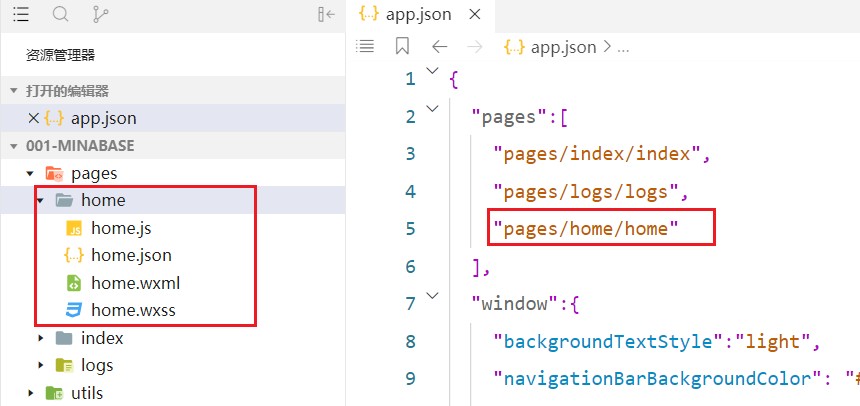 app.json
资源管理器
打开的编辑器
app.json
001-MINABASE
pages
home
home.js
home.json
home.wxml
home.wxss
index
logs
utils
app.json > ...
1 {
2 "pages":[
3 "pages/index/index",
4 "pages/logs/logs",
5 "pages/home/home"
6 ],
7 "window":{
8 "backgroundTextStyle":"light",
9 "navigationBarBackgroundColor": "#